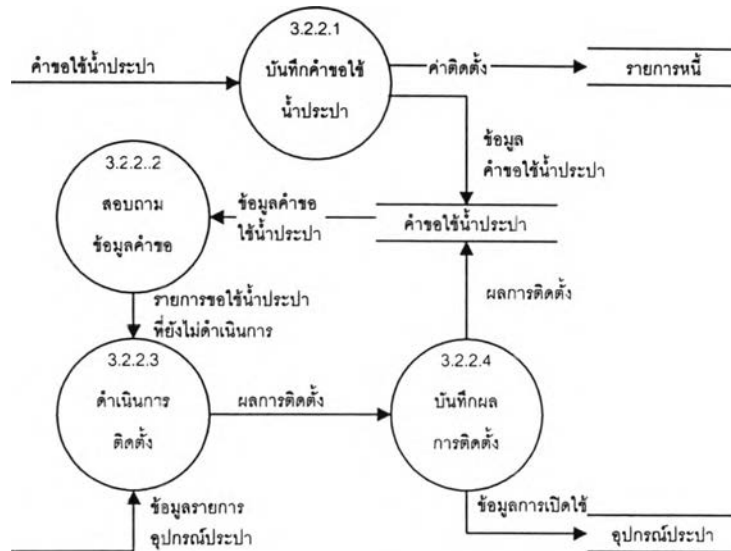 3.2.2.1
บันทึกคำขอใช้
น้ำประปา
คำขอใช้น้ำประปา
ค่าติดตั้ง
รายการหนี้
ข้อมูล
คำขอใช้น้ำประปา
3.2.2..2
สอบถาม
ข้อมูลคำขอ
ข้อมูลคำขอ
ใช้น้ำประปา
คำขอใช้น้ำประปา
รายการขอใช้น้ำประปา
ที่ยังไม่ดำเนินการ
ผลการติดตั้ง
3.2.2.3
ดำเนินการ
ติดตั้ง
ผลการติดตั้ง
3.2.2.4
บันทึกผล
การติดตั้ง
ข้อมูลรายการ
อุปกรณ์ประปา
ข้อมูลการเปิดใช้
อุปกรณ์ประปา